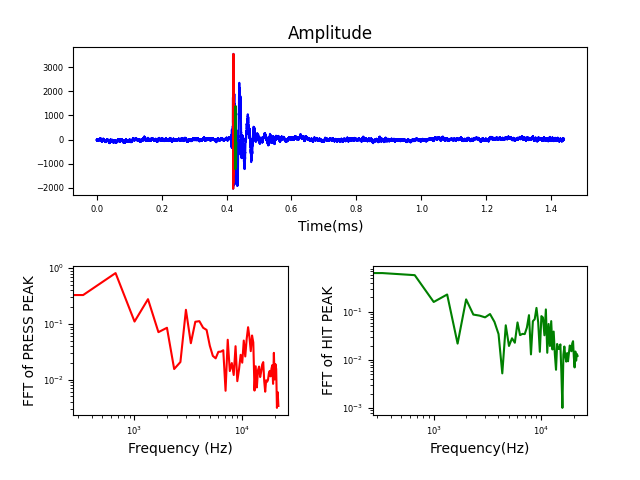 Amplitude
3000
2000
1000
0
−1000
−2000
0.0 0.2 0.4 0.6 0.8 1.0 1.2 1.4
Time(ms)
FFT of PRESS PEAK
10⁰
10⁻¹
10⁻²
10³ 10⁴
Frequency (Hz)
FFT of HIT PEAK
10⁻¹
10⁻²
10⁻³
10³ 10⁴
Frequency(Hz)